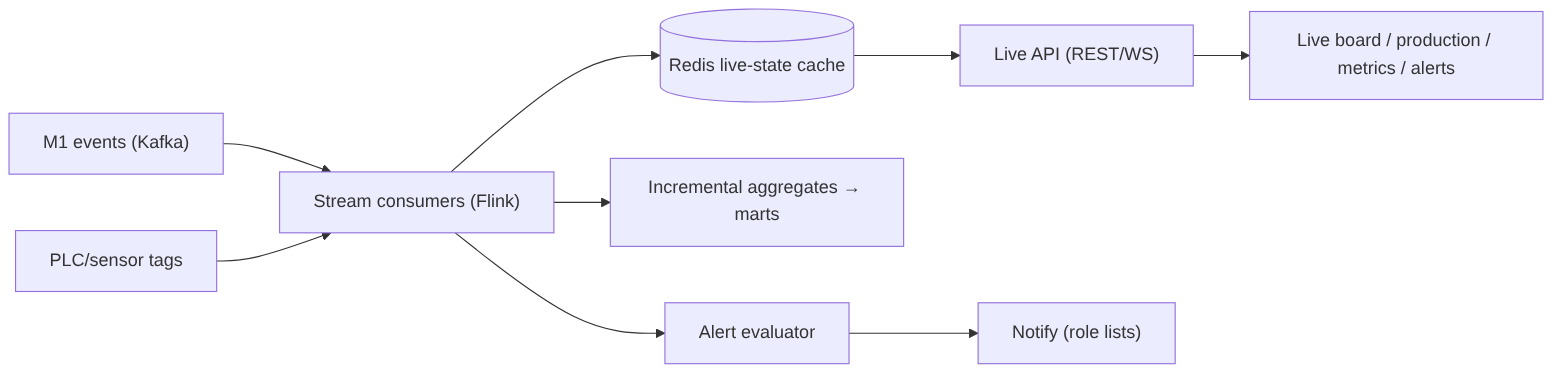 M1 events (Kafka)
PLC/sensor tags
Stream consumers (Flink)
Redis live-state cache
Live API (REST/WS)
Live board / production /
metrics / alerts
Incremental aggregates →
marts
Alert evaluator
Notify (role lists)